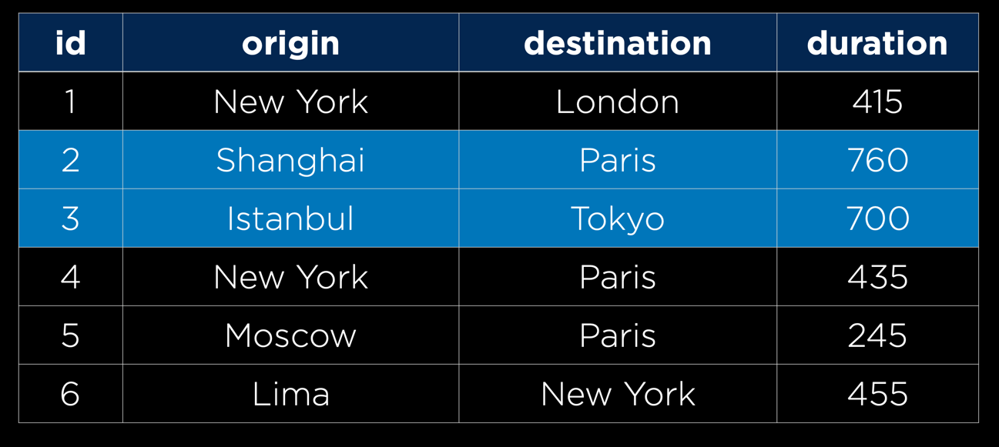 id origin destination duration
1 New York London 415
2 Shanghai Paris 760
3 Istanbul Tokyo 700
4 New York Paris 435
5 Moscow Paris 245
6 Lima New York 455